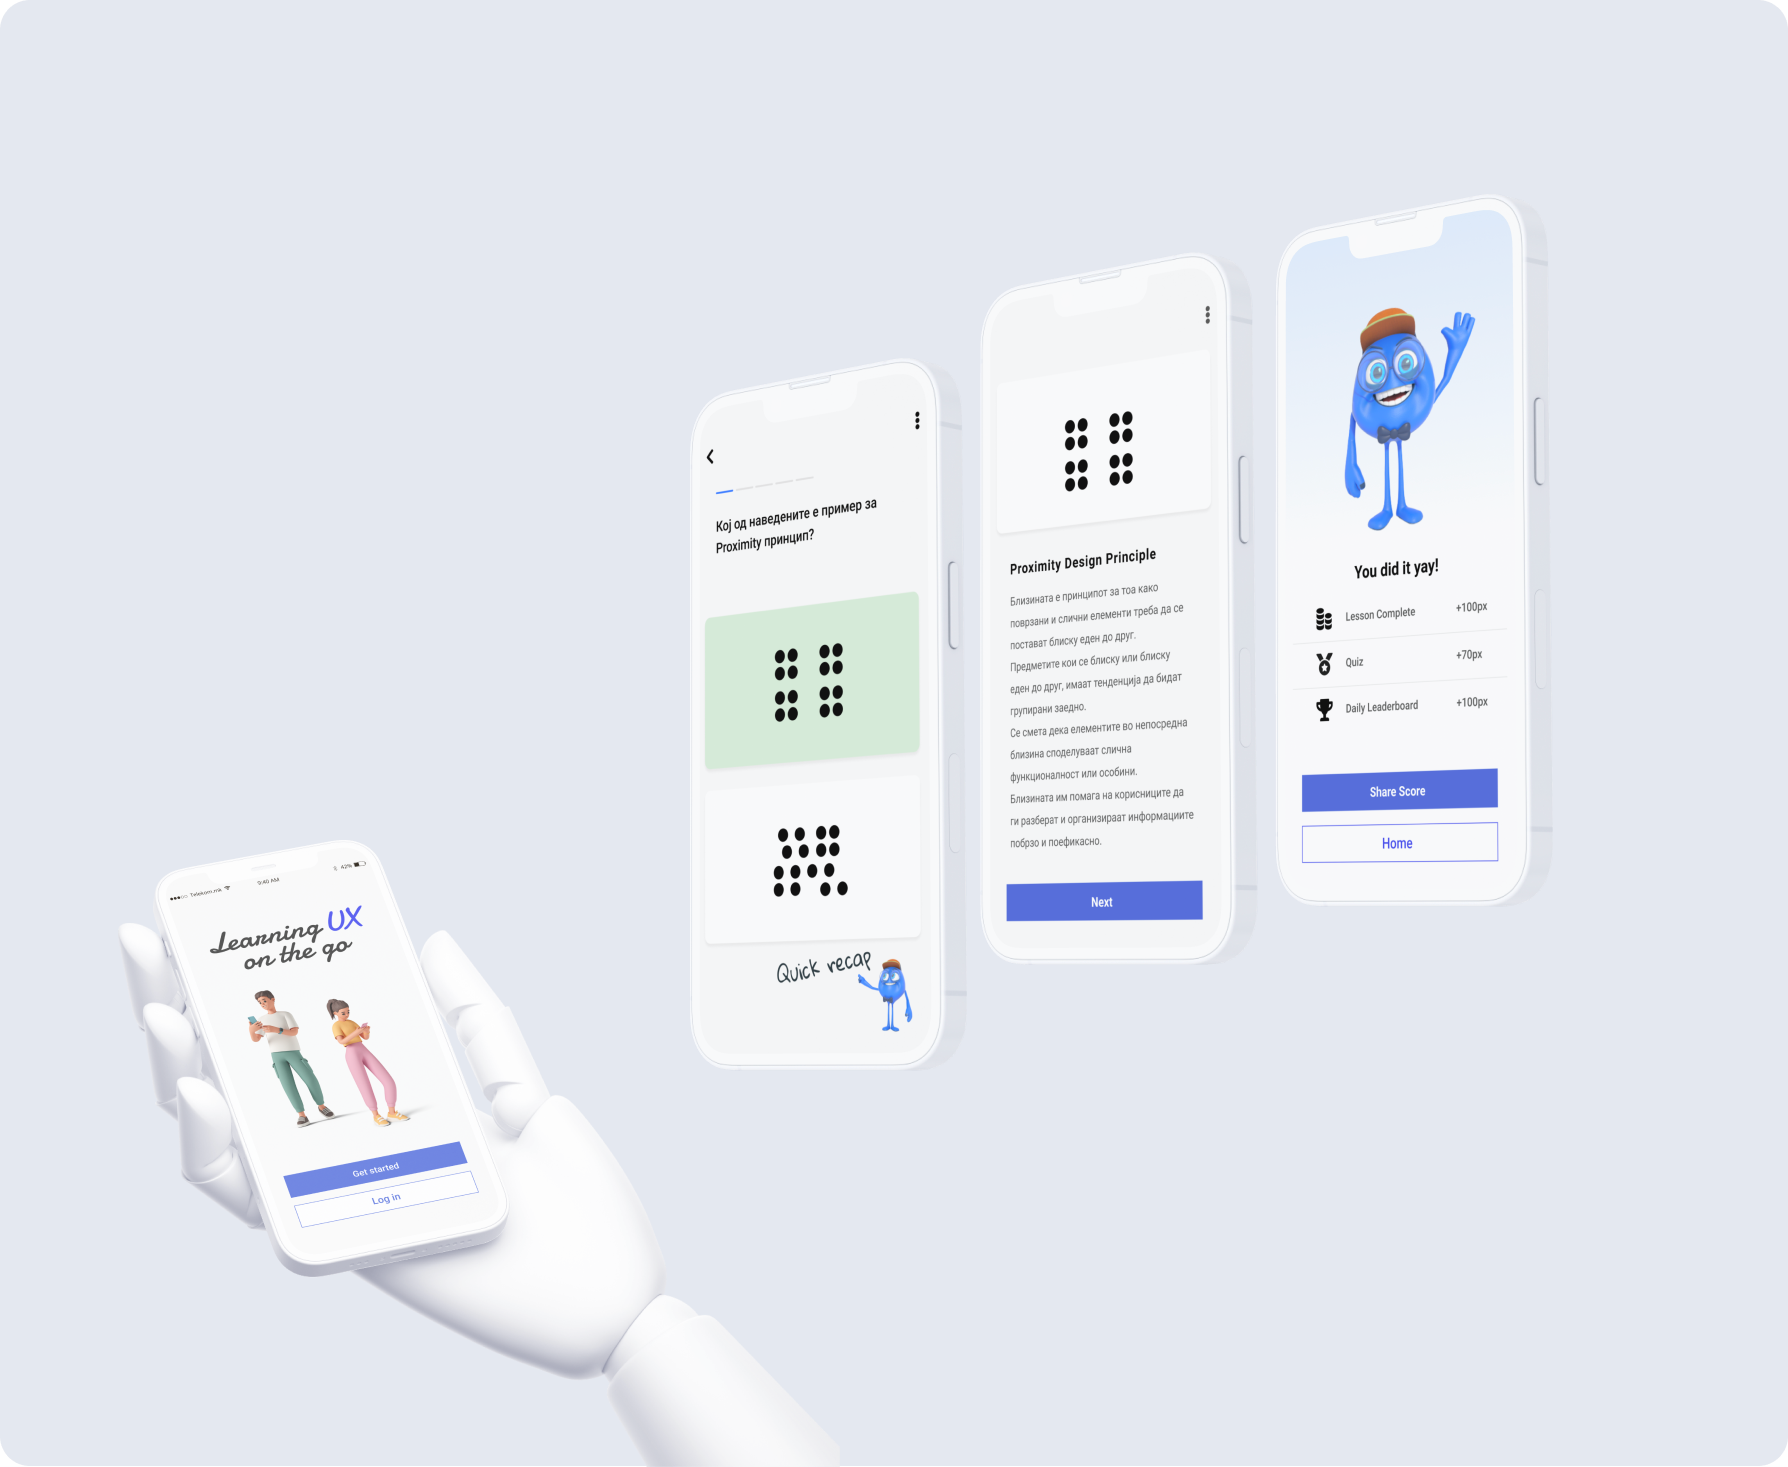 Telekom.mk
9:40 AM
42%
Learning UX
on the go
Get started
Log in
Кој од наведените е пример за
Proximity принцип?
Quick recap
Proximity Design Principle
Близината е принципот за тоа како
поврзани и слични елементи треба да се
постават блиску еден до друг.
Предметите кои се блиску или блиску
еден до друг, имаат тенденција да бидат
групирани заедно.
Се смета дека елементите во непосредна
близина споделуваат слична
функционалност или особини.
Близината им помага на корисниците да
ги разберат и организираат информациите
побрзо и поефикасно.
Next
You did it yay!
Lesson Complete +100px
Quiz +70px
Daily Leaderboard +100px
Share Score
Home